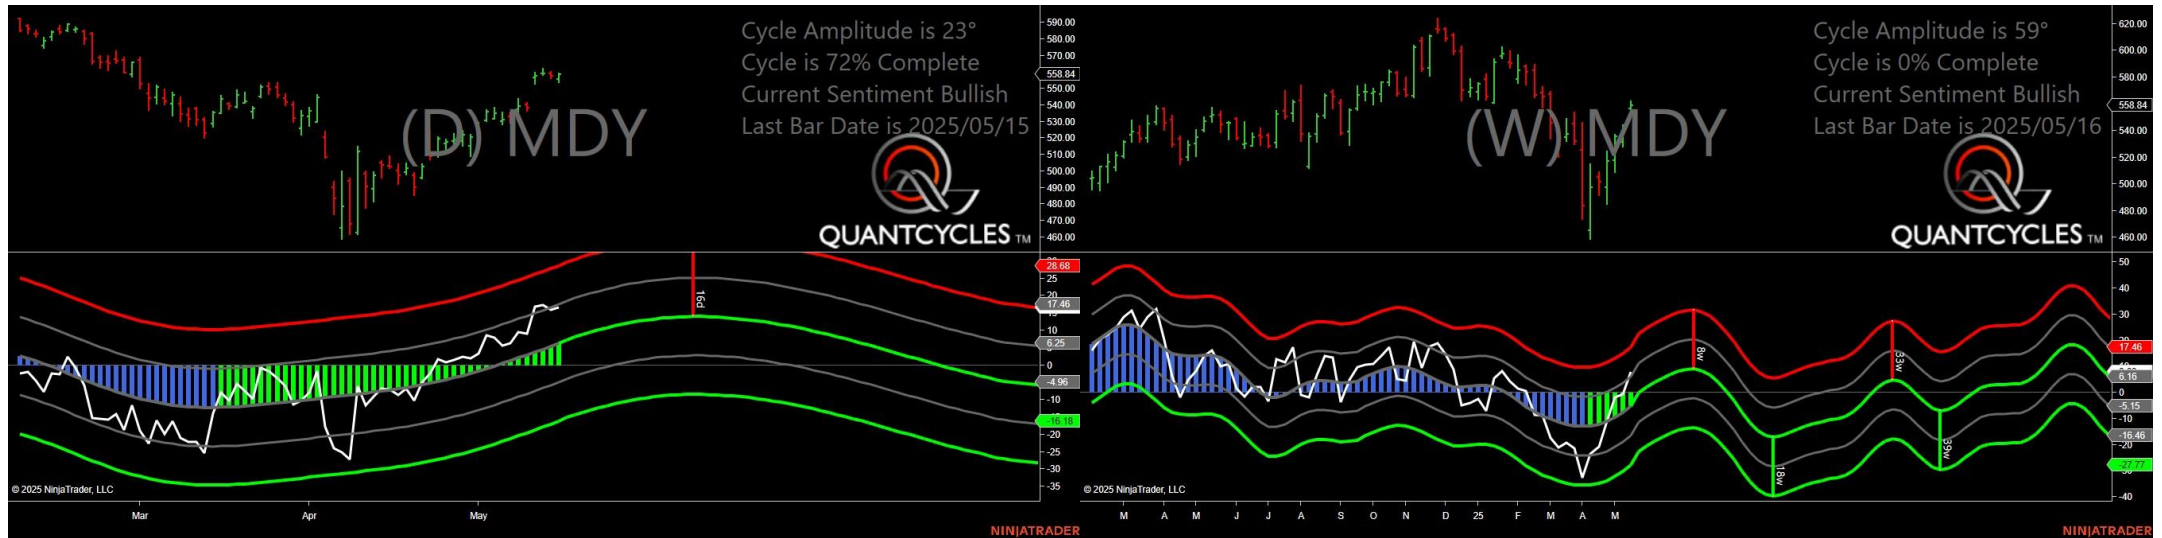 Cycle Amplitude is 23°
Cycle is 72% Complete
Current Sentiment Bullish
Last Bar Date is 2025/05/15
(D) MDY
QUANTCYCLES TM
590.00
580.00
570.00
558.84
550.00
540.00
530.00
520.00
510.00
500.00
490.00
480.00
470.00
460.00
28.68
25
20
17.46
10
6.25
0
-4.96
-10
-16.18
-20
-25
-30
-35
16d
© 2025 NinjaTrader, LLC
Mar
Apr
May
NINJATRADER
Cycle Amplitude is 59°
Cycle is 0% Complete
Current Sentiment Bullish
Last Bar Date is 2025/05/16
(W) MDY
QUANTCYCLES TM
620.00
600.00
580.00
558.84
540.00
520.00
500.00
480.00
460.00
50
40
30
17.46
6.16
0
-5.15
-10
-16.46
-20
-27.77
-40
8w
33w
18w
39w
© 2025 NinjaTrader, LLC
M A M J J A S O N D 25 F M A M
NINJATRADER